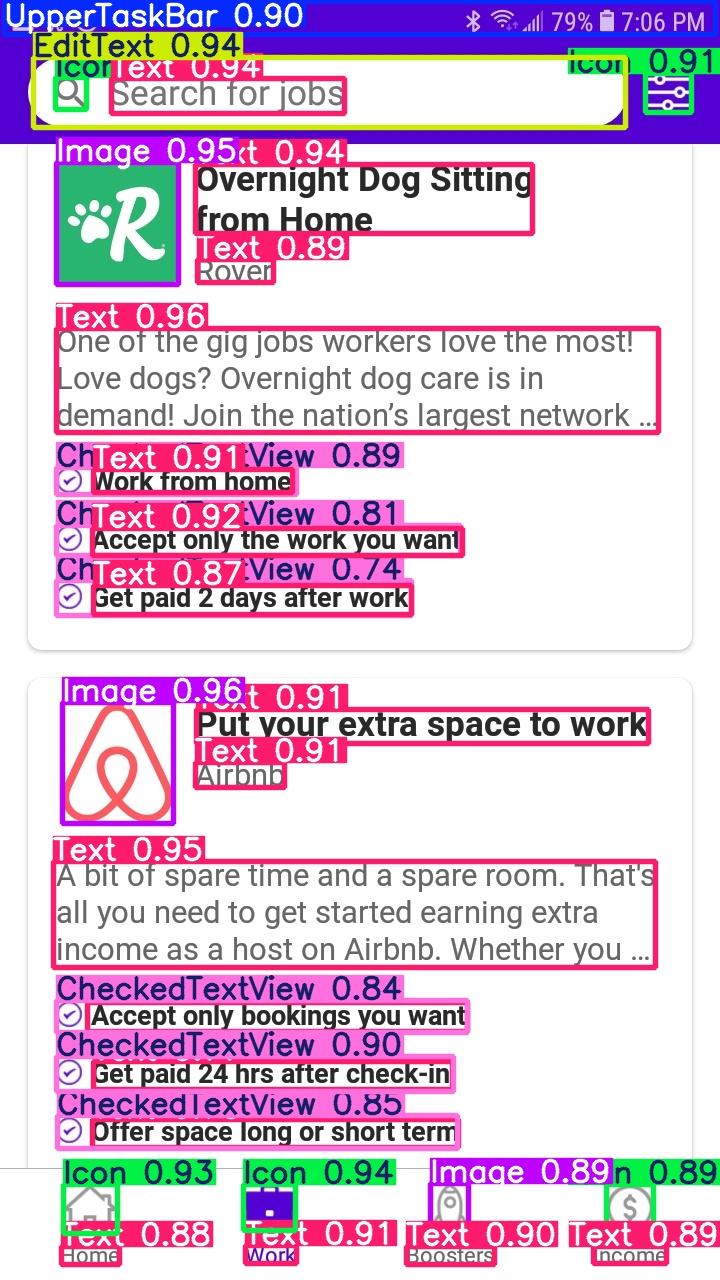 UpperTaskBar 0.90
79% 7:06 PM
EditText 0.94
Icon Text 0.94 Icon 0.91
Search for jobs
Image 0.95 xt 0.94
R
Overnight Dog Sitting
from Home
Text 0.89
Rover
Text 0.96
One of the gig jobs workers love the most!
Love dogs? Overnight dog care is in
demand! Join the nation’s largest network ...
Ch Text 0.91 View 0.89
Work from home
Ch Text 0.92 View 0.81
Accept only the work you want
Ch Text 0.87 View 0.74
Get paid 2 days after work
Image 0.96 xt 0.91
Put your extra space to work
Text 0.91
Airbnb
Text 0.95
A bit of spare time and a spare room. That's
all you need to get started earning extra
income as a host on Airbnb. Whether you ...
CheckedTextView 0.84
Accept only bookings you want
CheckedTextView 0.90
Get paid 24 hrs after check-in
CheckedTextView 0.85
Offer space long or short term
Icon 0.93 Icon 0.94 Image 0.89 n 0.89
Text 0.88 Text 0.91 Text 0.90 Text 0.89
Home Work Boosters Income